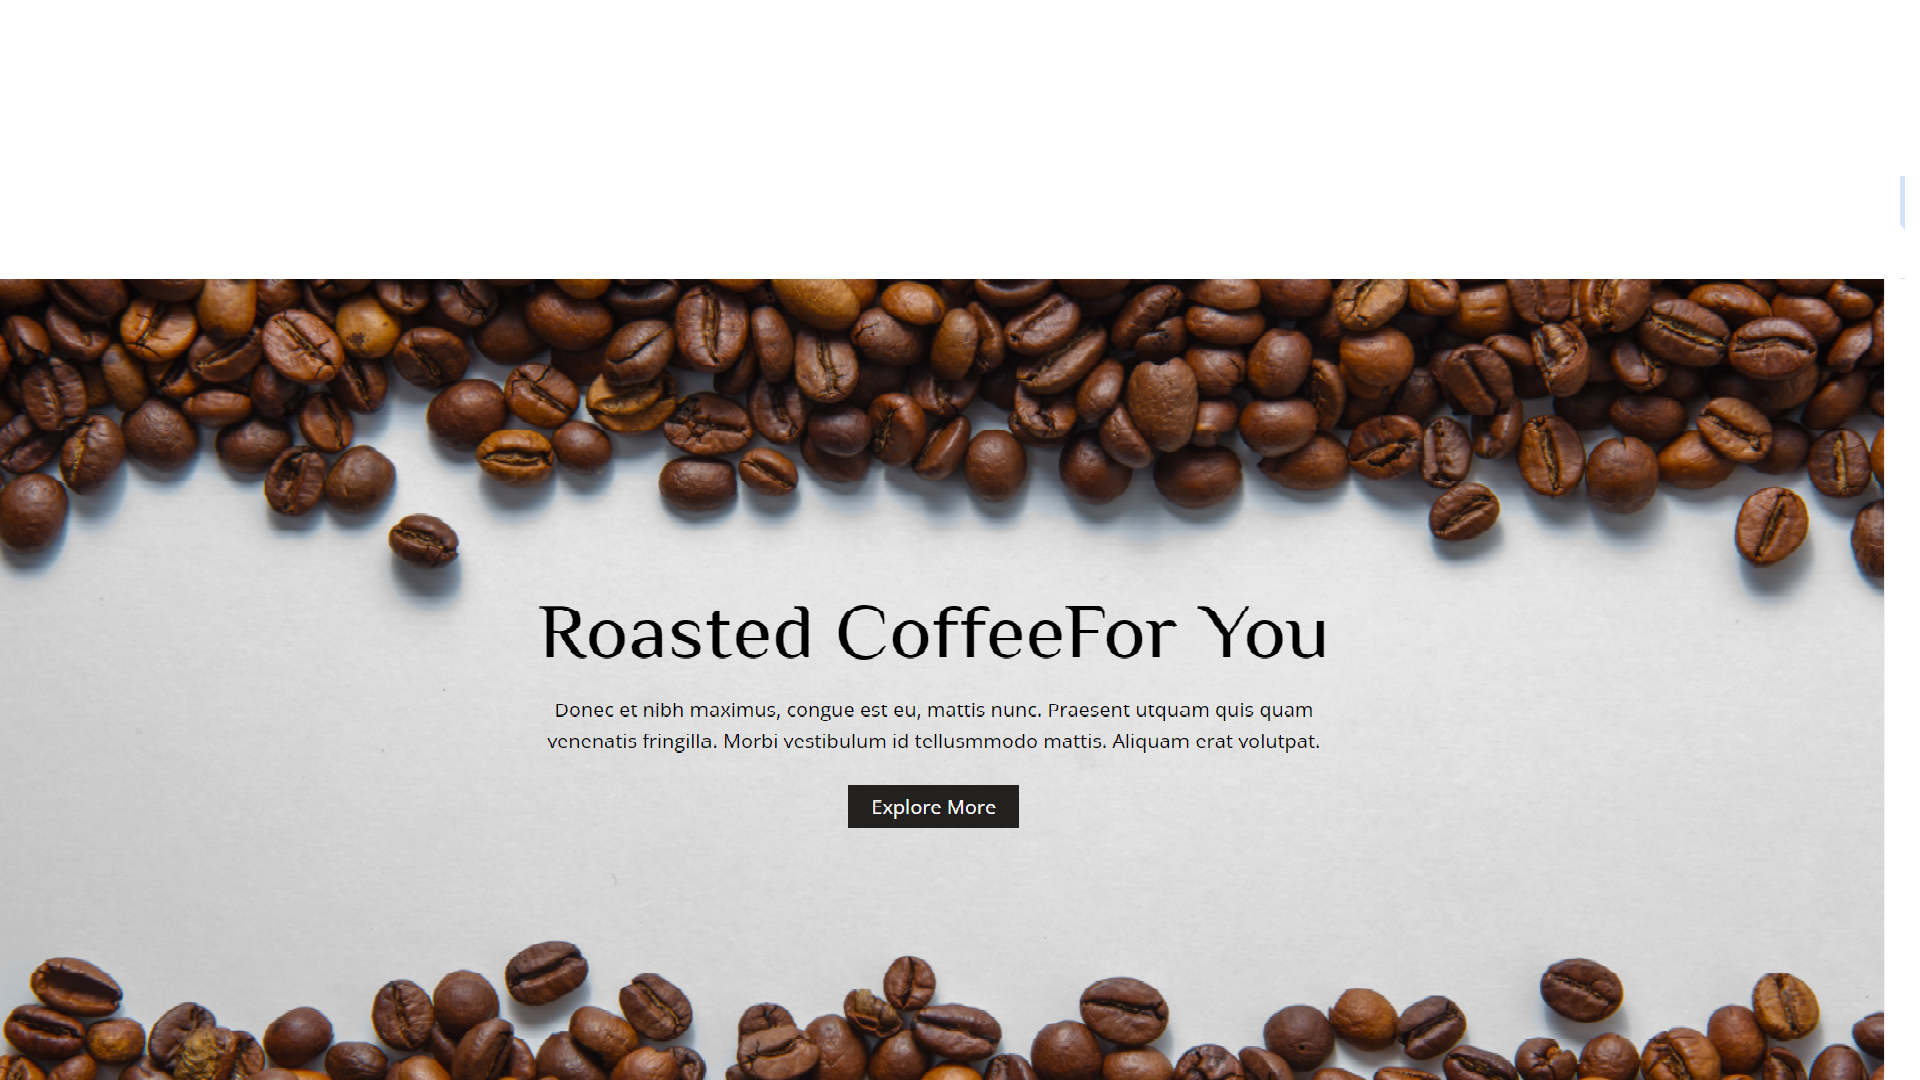 Roasted CoffeeFor You
Donec et nibh maximus, congue est eu, mattis nunc. Praesent utquam quis quam
venenatis fringilla. Morbi vestibulum id tellusmmodo mattis. Aliquam erat volutpat.
Explore More